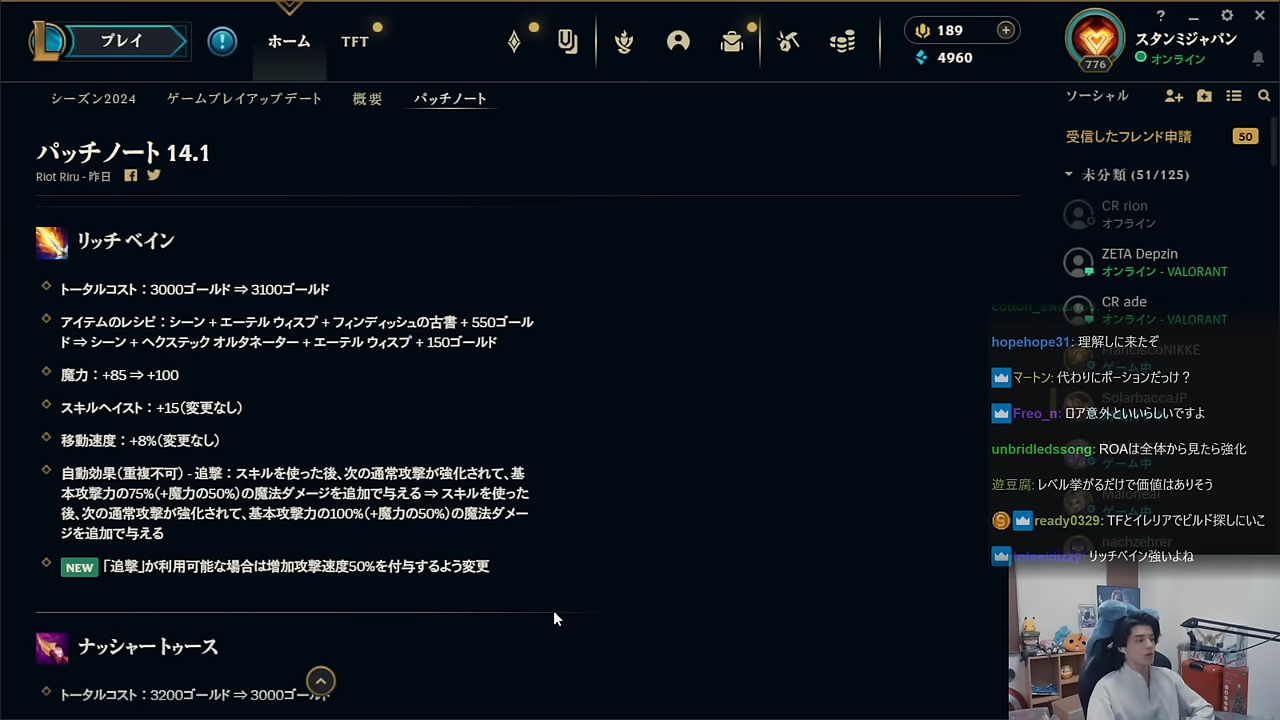 プレイ
ホーム
TFT
189
4960
776
スタンミジャパン
オンライン
シーズン2024
ゲームプレイアップデート
概要
パッチノート
ソーシャル
パッチノート 14.1
Riot Riru - 昨日
受信したフレンド申請
50
未分類 (51/125)
CR rion
オフライン
ZETA Depzin
オンライン - VALORANT
CR ade
オンライン - VALORANT
リッチ ベイン
トータルコスト：3000ゴールド ⇒ 3100ゴールド
アイテムのレシピ：シーン + エーテル ウィスプ + フィンディッシュの古書 + 550ゴール
ド ⇒ シーン + ヘクステック オルタネーター + エーテル ウィスプ + 150ゴールド
魔力：+85 ⇒ +100
スキルヘイスト：+15（変更なし）
移動速度：+8%（変更なし）
自動効果（重複不可） - 追撃：スキルを使った後、次の通常攻撃が強化されて、基
本攻撃力の75%（+魔力の50%）の魔法ダメージを追加で与える ⇒ スキルを使った
後、次の通常攻撃が強化されて、基本攻撃力の100%（+魔力の50%）の魔法ダメー
ジを追加で与える
NEW 「追撃」が利用可能な場合は増加攻撃速度50%を付与するよう変更
ナッシャー トゥース
トータルコスト：3200ゴールド ⇒ 3000ゴールド
hopehope31: 理解しに来たぞ
FranciscoNIKKE
ゲーム中
マートン: 代わりにポーションだっけ？
SolarbaccaJP
Freo_n: ロア意外といいらしいですよ
unbridledssong: ROAは全体から見たら強化
ゲーム中
遊豆腐: レベル挙がるだけで価値はありそう
ゲーム中
ready0329: TFとイレリアでビルド探しにいこ
nachzehrer
リッチベイン強いよね